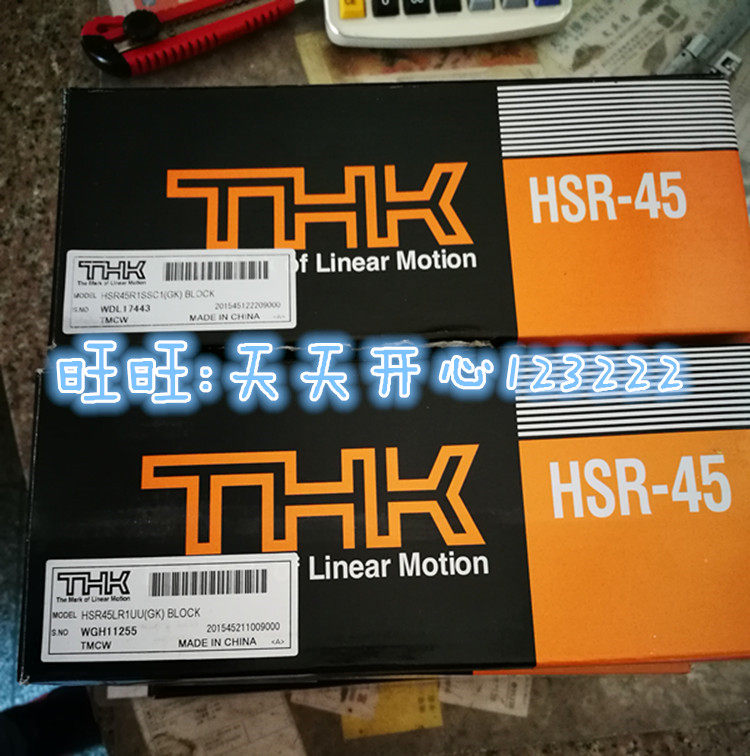 THK
HSR-45
of Linear Motion
THK
The Mark of Linear Motion
MODEL HSR45R1SSC1(GK) BLOCK
S.NO WDL17443 201545122209000
TMCW MADE IN CHINA <A>
旺旺:天天开心123222
THK
HSR-45
Linear Motion
THK
The Mark of Linear Motion
MODEL HSR45LR1UU(GK) BLOCK
S.NO WGH11255 201545211009000
TMCW MADE IN CHINA <A>